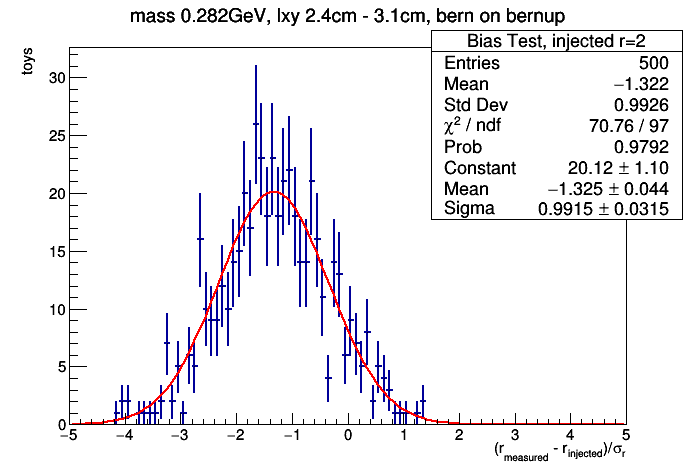 mass 0.282GeV, lxy 2.4cm - 3.1cm, bern on bernup
toys
Bias Test, injected r=2
Entries 500
Mean −1.322
Std Dev 0.9926
χ² / ndf 70.76 / 97
Prob 0.9792
Constant 20.12 ± 1.10
Mean −1.325 ± 0.044
Sigma 0.9915 ± 0.0315
30
25
20
15
10
5
0
−5 −4 −3 −2 −1 0 1 2 3 4 5
(r_measured - r_injected)/σ_r